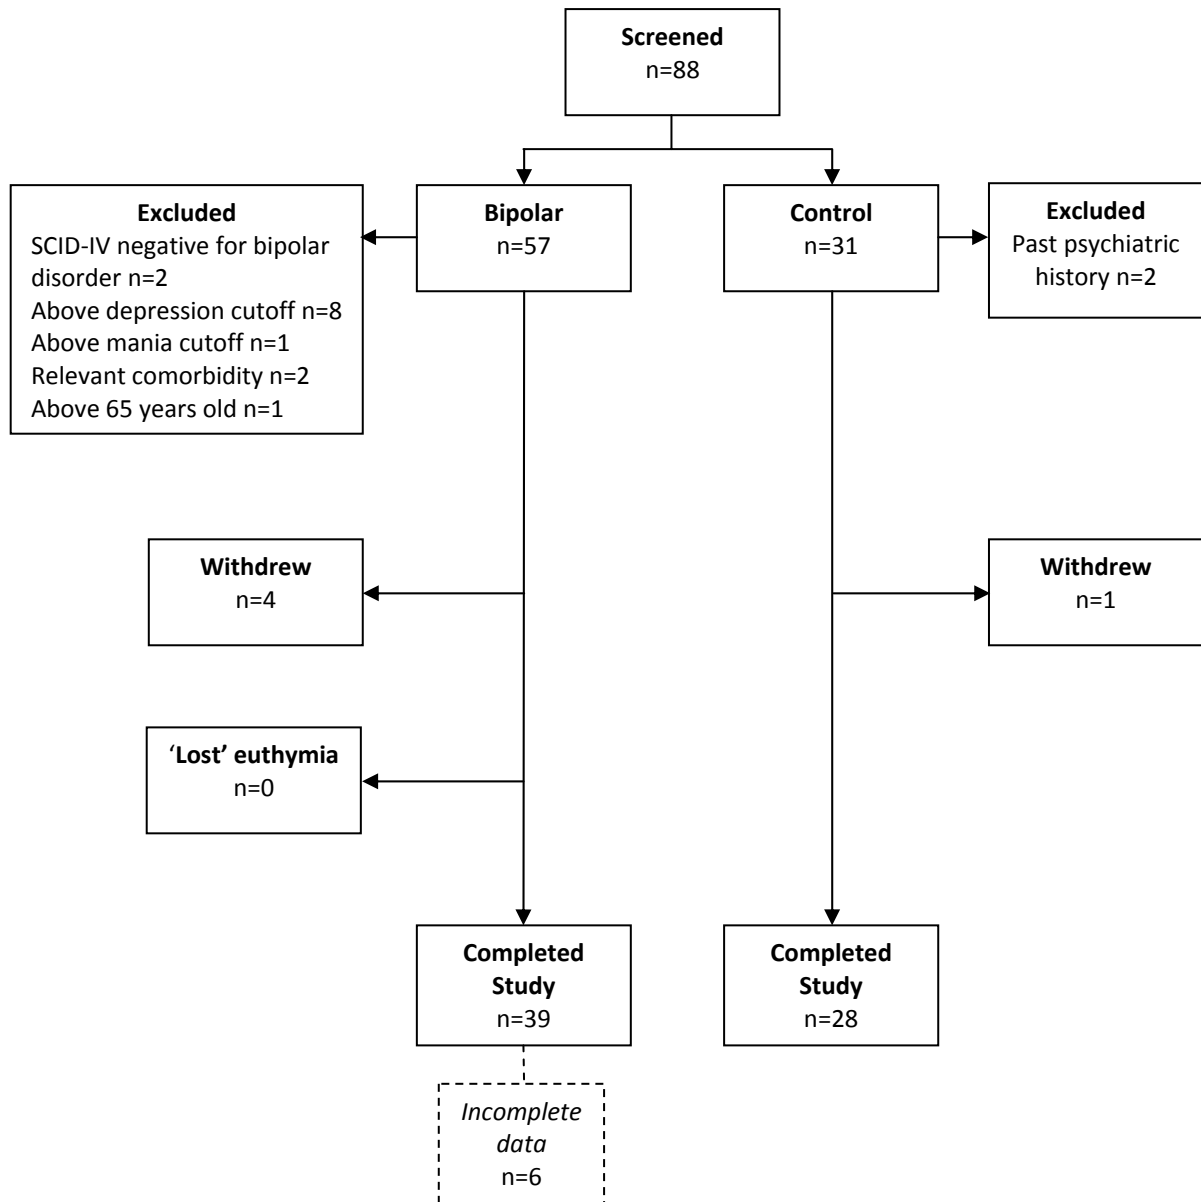 Screened
n=88
Excluded
SCID-IV negative for bipolar
disorder n=2
Above depression cutoff n=8
Above mania cutoff n=1
Relevant comorbidity n=2
Above 65 years old n=1
Bipolar
n=57
Control
n=31
Excluded
Past psychiatric
history n=2
Withdrew
n=4
Withdrew
n=1
‘Lost’ euthymia
n=0
Completed
Study
n=39
Completed
Study
n=28
Incomplete
data
n=6